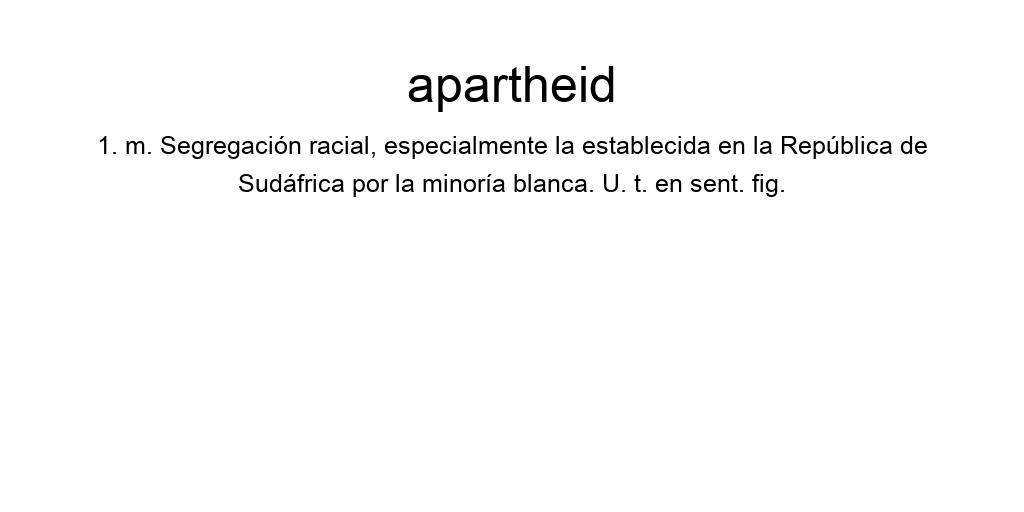 apartheid
1. m. Segregación racial, especialmente la establecida en la República de
Sudáfrica por la minoría blanca. U. t. en sent. fig.